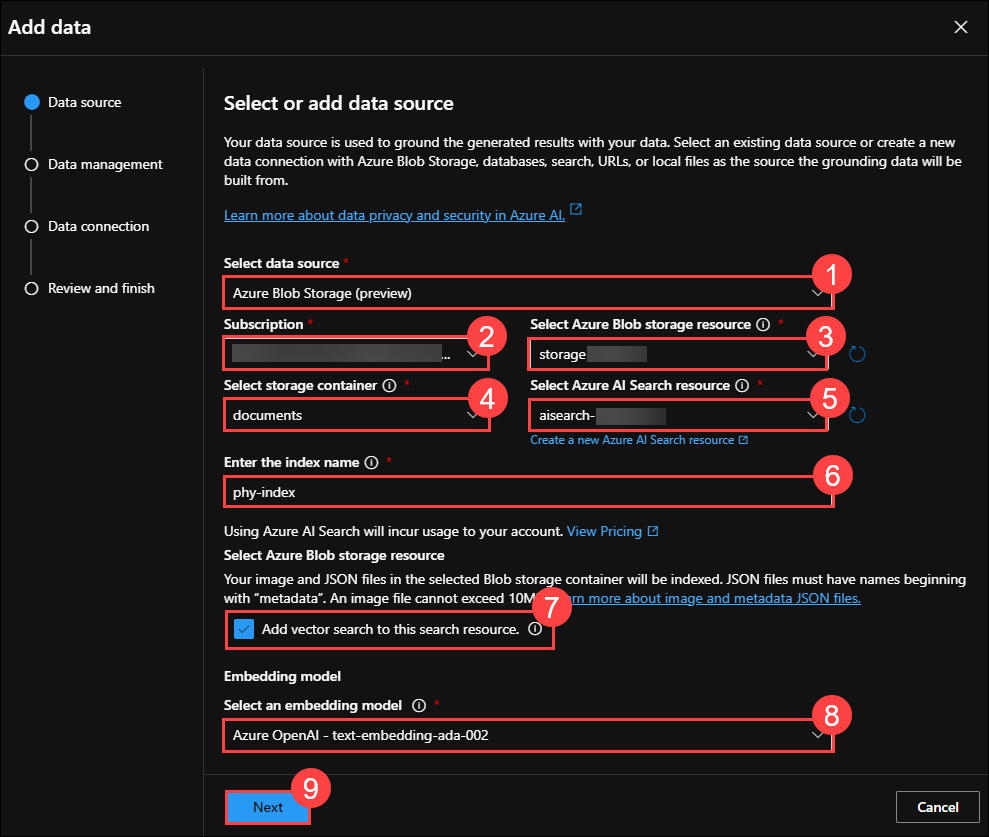 Add data
Data source
Data management
Data connection
Review and finish
Select or add data source
Your data source is used to ground the generated results with your data. Select an existing data source or create a new
data connection with Azure Blob Storage, databases, search, URLs, or local files as the source the grounding data will be
built from.
Learn more about data privacy and security in Azure AI.
Select data source *
1
Azure Blob Storage (preview)
Subscription *
2
...
Select Azure Blob storage resource *
3
storage
Select storage container *
4
documents
Select Azure AI Search resource *
5
aisearch-
Create a new Azure AI Search resource
Enter the index name *
6
phy-index
Using Azure AI Search will incur usage to your account. View Pricing
Select Azure Blob storage resource
Your image and JSON files in the selected Blob storage container will be indexed. JSON files must have names beginning
with "metadata". An image file cannot exceed 10M rn more about image and metadata JSON files.
7
Add vector search to this search resource.
Embedding model
Select an embedding model *
8
Azure OpenAI - text-embedding-ada-002
9
Next
Cancel